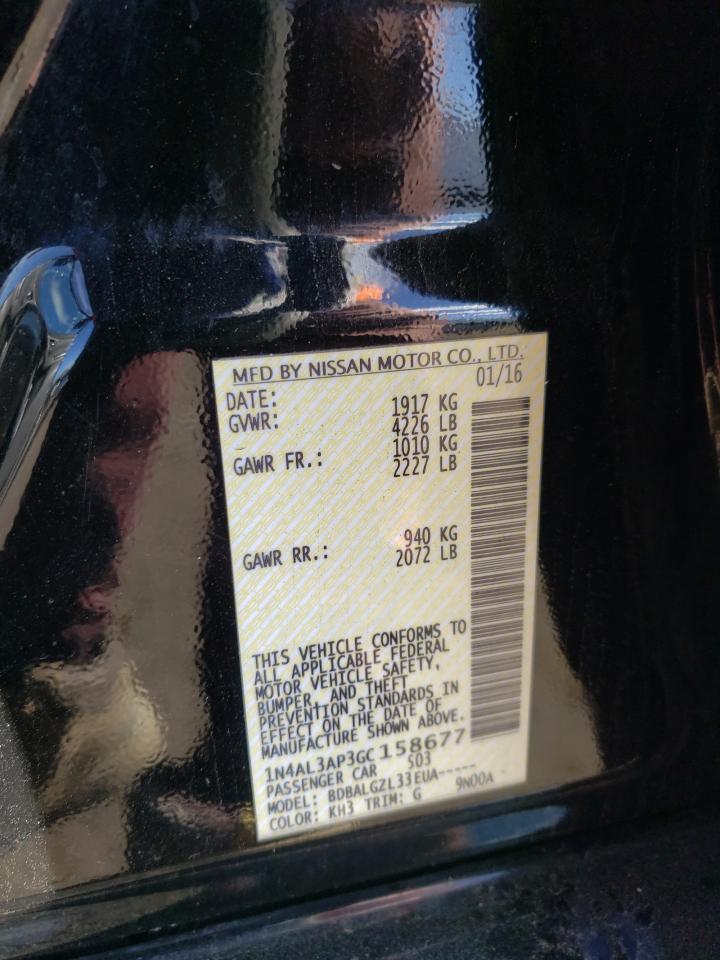 MFD BY NISSAN MOTOR CO., LTD.
DATE: 01/16
GVWR: 1917 KG
4226 LB
GAWR FR.: 1010 KG
2227 LB
GAWR RR.: 940 KG
2072 LB
THIS VEHICLE CONFORMS TO
ALL APPLICABLE FEDERAL
MOTOR VEHICLE SAFETY,
BUMPER, AND THEFT
PREVENTION STANDARDS IN
EFFECT ON THE DATE OF
MANUFACTURE SHOWN ABOVE.
1N4AL3AP3GC158677
PASSENGER CAR 503
MODEL: BDBALGZL33EUA-----
COLOR: KH3 TRIM: G 9N00A